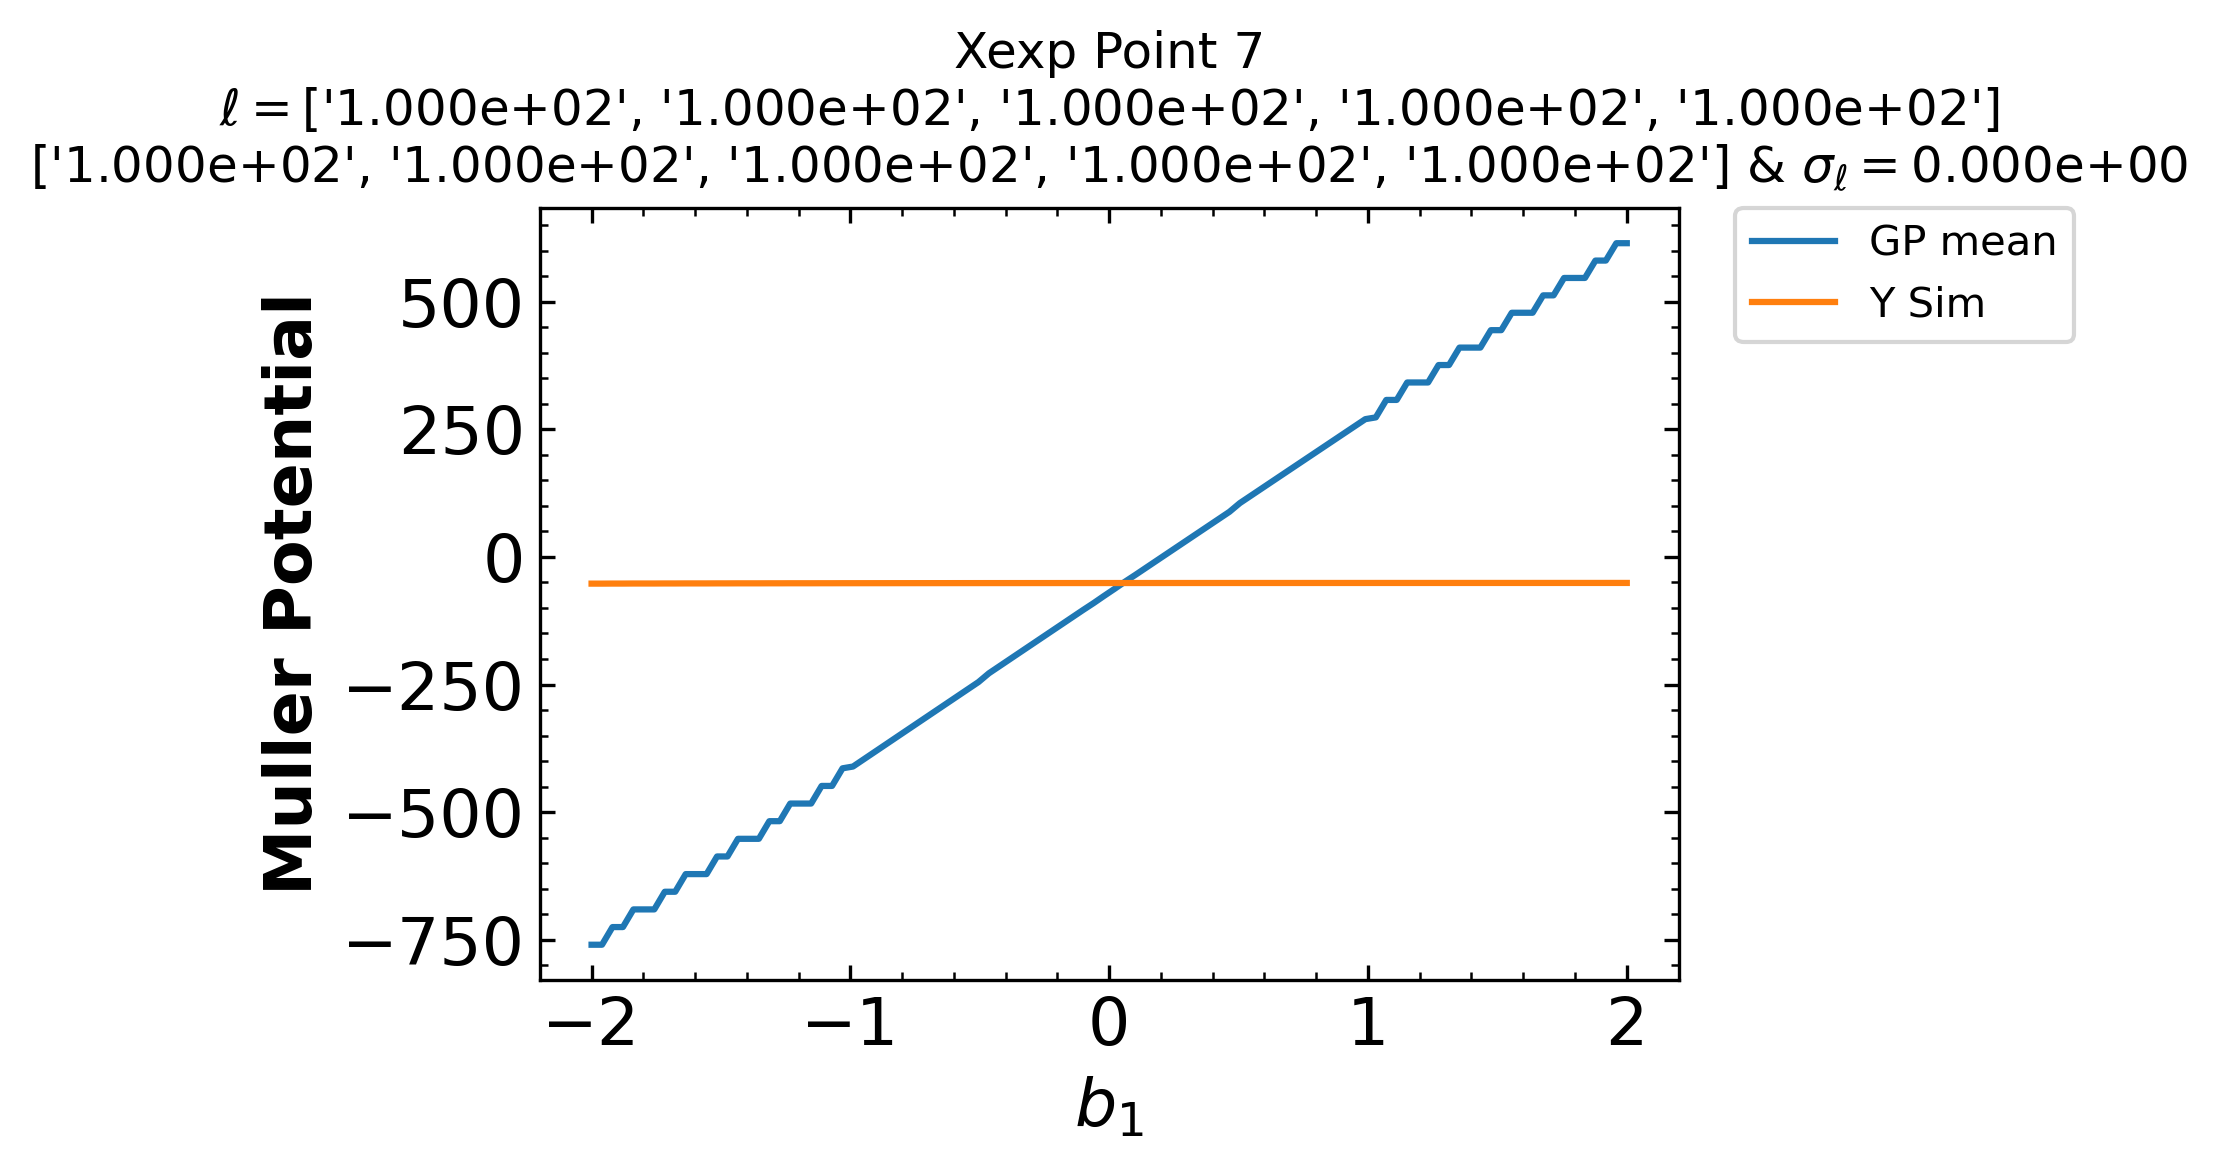 Xexp Point 7
ℓ = ['1.000e+02', '1.000e+02', '1.000e+02', '1.000e+02', '1.000e+02']
['1.000e+02', '1.000e+02', '1.000e+02', '1.000e+02', '1.000e+02'] & σ_ℓ = 0.000e+00
GP mean
Y Sim
Muller Potential
500
250
0
−250
−500
−750
−2
−1
0
1
2
b₁